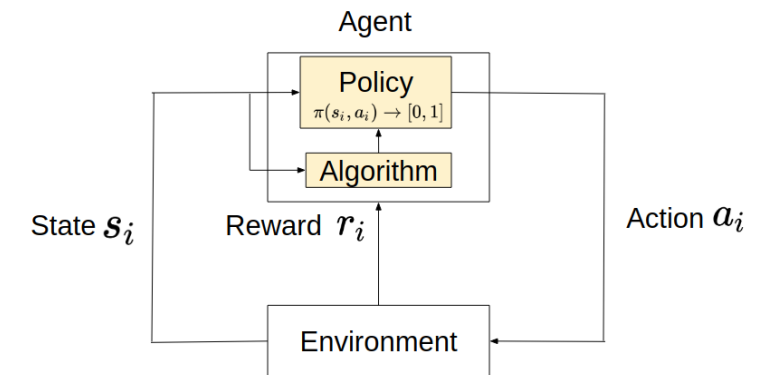 Agent
Policy
π(s_i, a_i) → [0, 1]
Algorithm
State s_i
Reward r_i
Action a_i
Environment